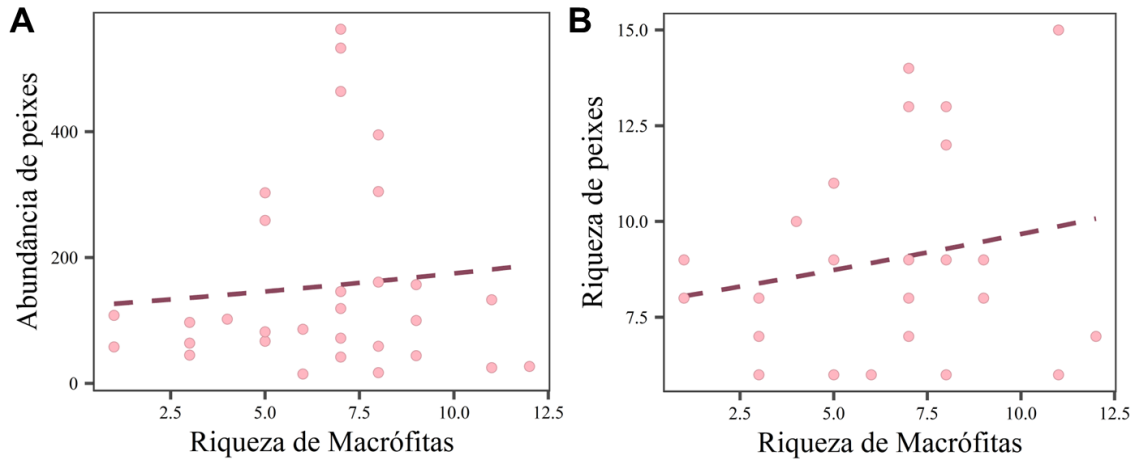 A
Abundância de peixes
400
200
0
2.5 5.0 7.5 10.0 12.5
Riqueza de Macrófitas
B
Riqueza de peixes
15.0
12.5
10.0
7.5
2.5 5.0 7.5 10.0 12.5
Riqueza de Macrófitas